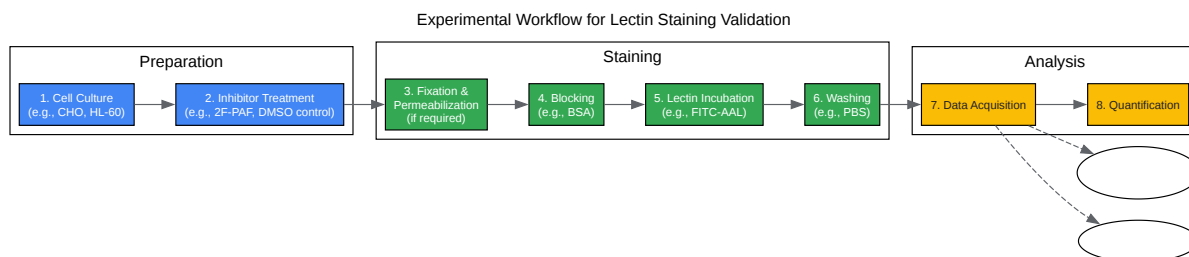 Experimental Workflow for Lectin Staining Validation
Preparation
1. Cell Culture
(e.g., CHO, HL-60)
2. Inhibitor Treatment
(e.g., 2F-PAF, DMSO control)
Staining
3. Fixation &
Permeabilization
(if required)
4. Blocking
(e.g., BSA)
5. Lectin Incubation
(e.g., FITC-AAL)
6. Washing
(e.g., PBS)
Analysis
7. Data Acquisition
8. Quantification